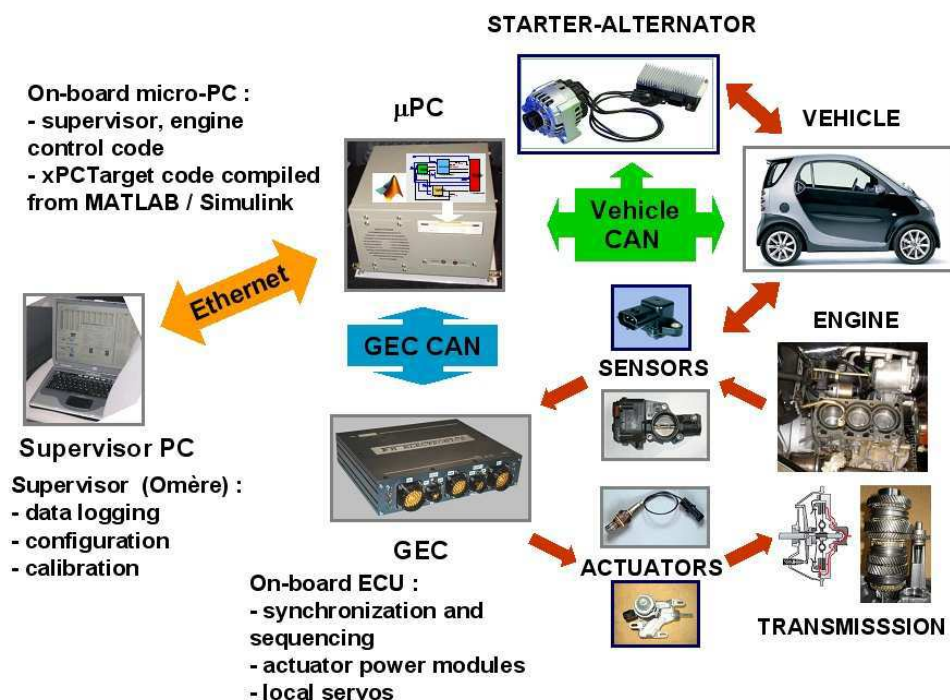 STARTER-ALTERNATOR
On-board micro-PC :
- supervisor, engine
control code
- xPCTarget code compiled
from MATLAB / Simulink
µPC
VEHICLE
Vehicle
CAN
Ethernet
GEC CAN
ENGINE
SENSORS
Supervisor PC
Supervisor (Omère) :
- data logging
- configuration
- calibration
GEC
On-board ECU :
- synchronization and
sequencing
- actuator power modules
- local servos
ACTUATORS
TRANSMISSSION